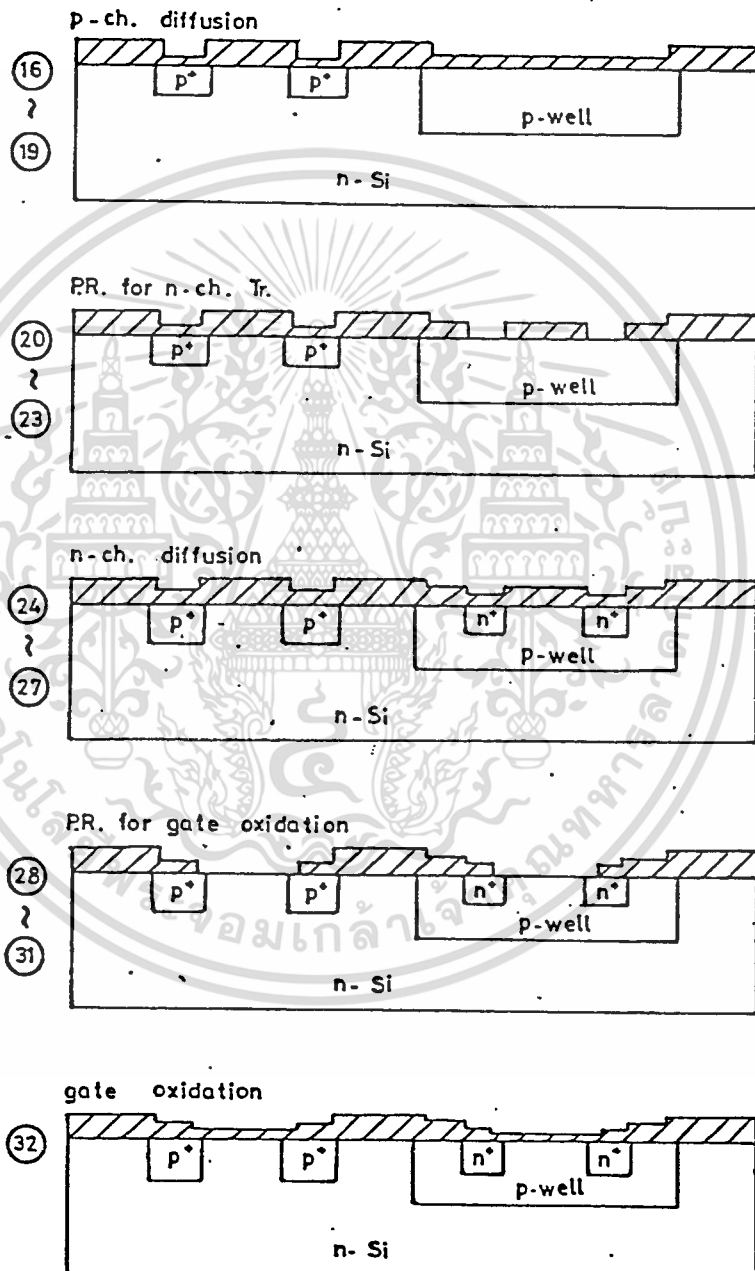 p-ch. diffusion
16
~
19
p⁺ p⁺
p-well
n-Si
P.R. for n-ch. Tr.
20
~
23
p⁺ p⁺
p-well
n-Si
n-ch. diffusion
24
~
27
p⁺ p⁺ n⁺ n⁺
p-well
n-Si
P.R. for gate oxidation
28
~
31
p⁺ p⁺ n⁺ n⁺
p-well
n-Si
gate oxidation
32
p⁺ p⁺ n⁺ n⁺
p-well
n-Si